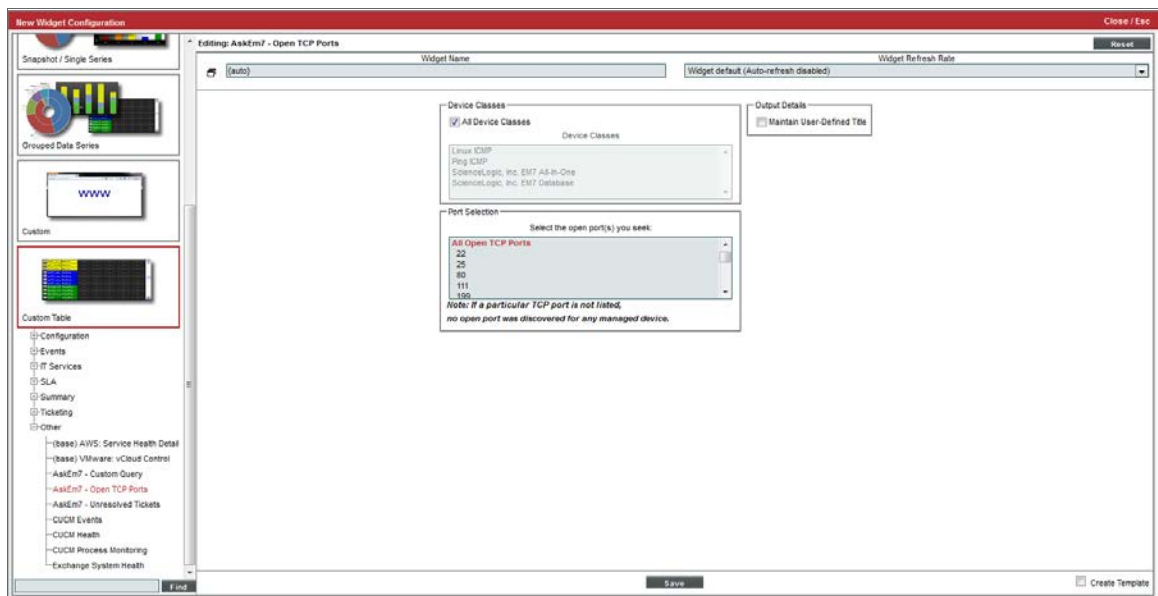 New Widget Configuration
Close / Esc
Snapshot / Single Series
Grouped Data Series
www
Custom
Custom Table
Configuration
Events
IT Services
SLA
Summary
Ticketing
Other
(base) AWS: Service Health Detail
(base) VMware: vCloud Control
AskEm7 - Custom Query
AskEm7 - Open TCP Ports
AskEm7 - Unresolved Tickets
CUCM Events
CUCM Health
CUCM Process Monitoring
Exchange System Health
Find
Editing: AskEm7 - Open TCP Ports
Reset
Widget Name
Widget Refresh Rate
{auto}
Widget default (Auto-refresh disabled)
Device Classes
All Device Classes
Device Classes
Linux ICMP
Ping ICMP
ScienceLogic, Inc. EM7 All-In-One
ScienceLogic, Inc. EM7 Database
Output Details
Maintain User-Defined Title
Port Selection
Select the open port(s) you seek:
All Open TCP Ports
22
25
80
111
199
Note: If a particular TCP port is not listed,
no open port was discovered for any managed device.
Save
Create Template